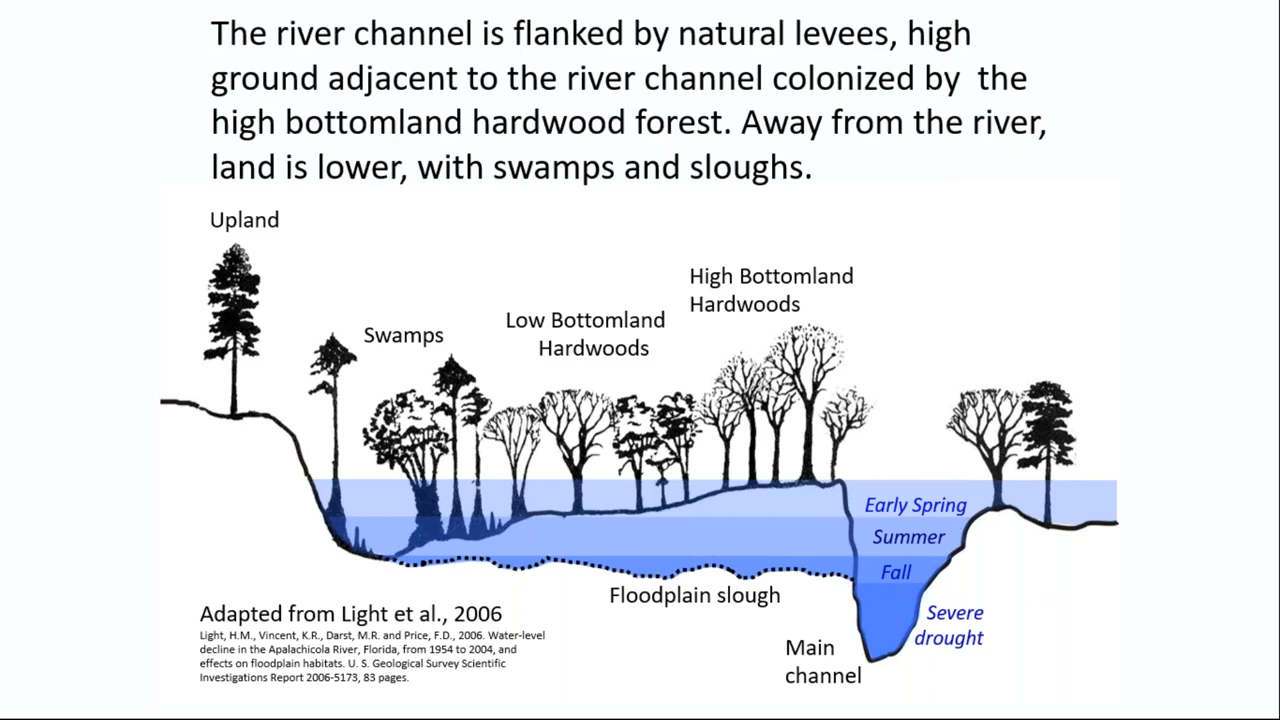 The river channel is flanked by natural levees, high
ground adjacent to the river channel colonized by the
high bottomland hardwood forest. Away from the river,
land is lower, with swamps and sloughs.
Upland
High Bottomland
Hardwoods
Low Bottomland
Hardwoods
Swamps
Early Spring
Summer
Fall
Floodplain slough
Severe
drought
Main
channel
Adapted from Light et al., 2006
Light, H.M., Vincent, K.R., Darst, M.R. and Price, F.D., 2006. Water-level
decline in the Apalachicola River, Florida, from 1954 to 2004, and
effects on floodplain habitats. U. S. Geological Survey Scientific
Investigations Report 2006-5173, 83 pages.